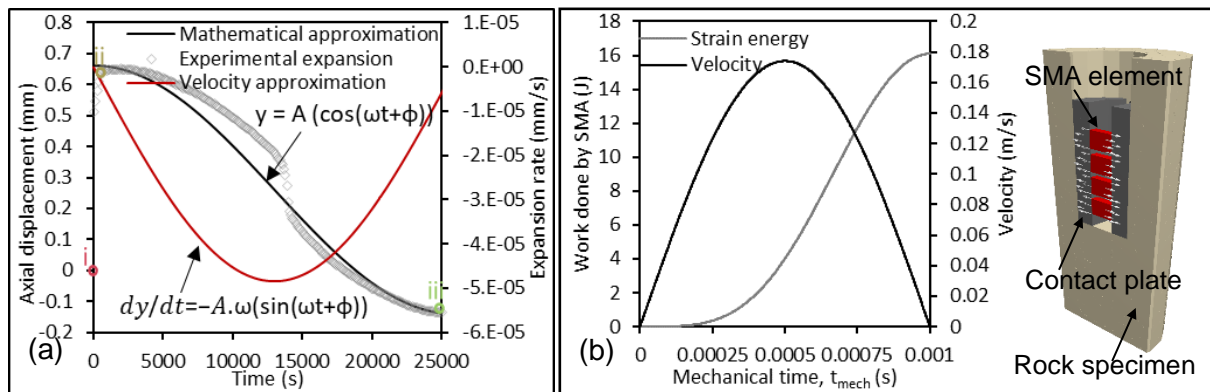 0.8
0.7
0.6
0.5
0.4
0.3
0.2
0.1
0
-0.1
-0.2
Axial displacement (mm)
ii
i
iii
Mathematical approximation
Experimental expansion
Velocity approximation
y = A (cos(ωt+ϕ))
dy/dt=−A.ω(sin(ωt+ϕ))
1.E-05
0.E+00
-1.E-05
-2.E-05
-3.E-05
-4.E-05
-5.E-05
-6.E-05
Expansion rate (mm/s)
0 5000 10000 15000 20000 25000
Time (s)
(a)
18
16
14
12
10
8
6
4
2
0
Work done by SMA (J)
Strain energy
Velocity
0.2
0.18
0.16
0.14
0.12
0.10
0.08
0.06
0.04
0.02
0
Velocity (m/s)
0 0.00025 0.0005 0.00075 0.001
Mechanical time, tmech (s)
(b)
SMA element
Contact plate
Rock specimen